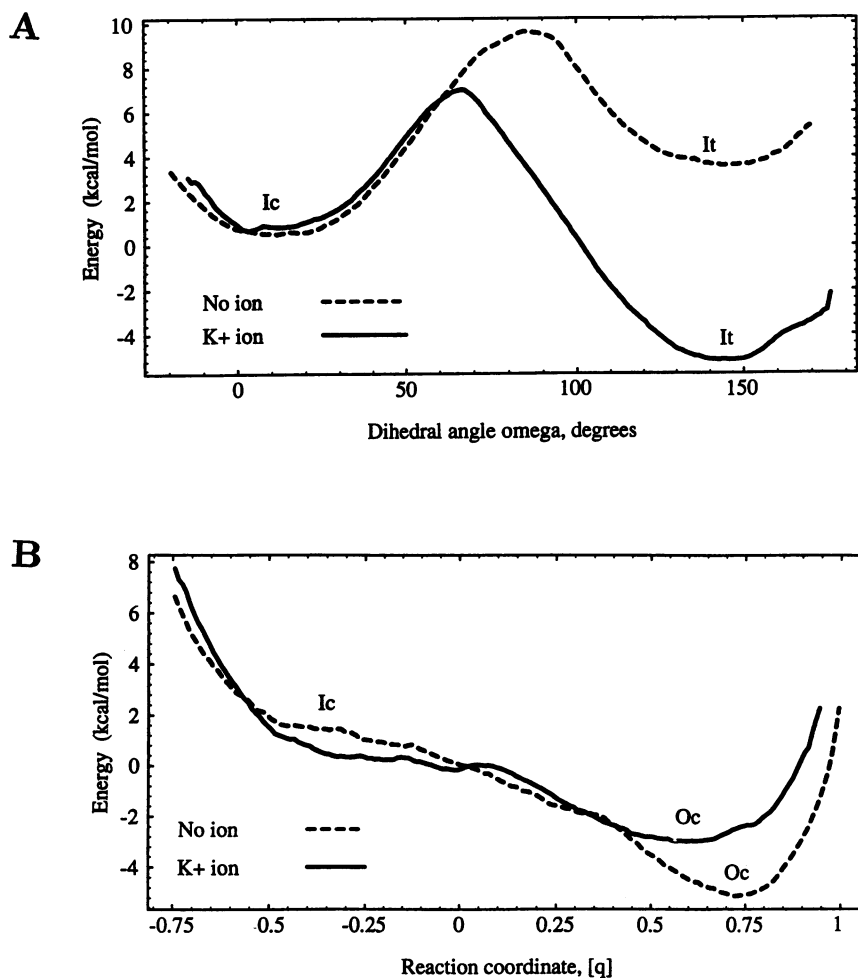 A
10
8
6
4
2
0
-2
-4
Energy (kcal/mol)
Ic
It
It
No ion
K+ ion
0
50
100
150
Dihedral angle omega, degrees
B
8
6
4
2
0
-2
-4
Energy (kcal/mol)
Ic
Oc
Oc
No ion
K+ ion
-0.75
-0.5
-0.25
0
0.25
0.5
0.75
1
Reaction coordinate, [q]